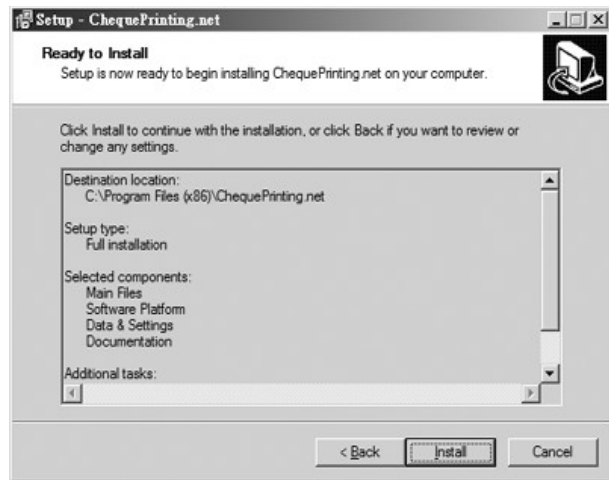 Setup - ChequePrinting.net
Ready to Install
Setup is now ready to begin installing ChequePrinting.net on your computer.
Click Install to continue with the installation, or click Back if you want to review or
change any settings.
Destination location:
C:\Program Files (x86)\ChequePrinting.net
Setup type:
Full installation
Selected components:
Main Files
Software Platform
Data & Settings
Documentation
Additional tasks:
< Back
Install
Cancel